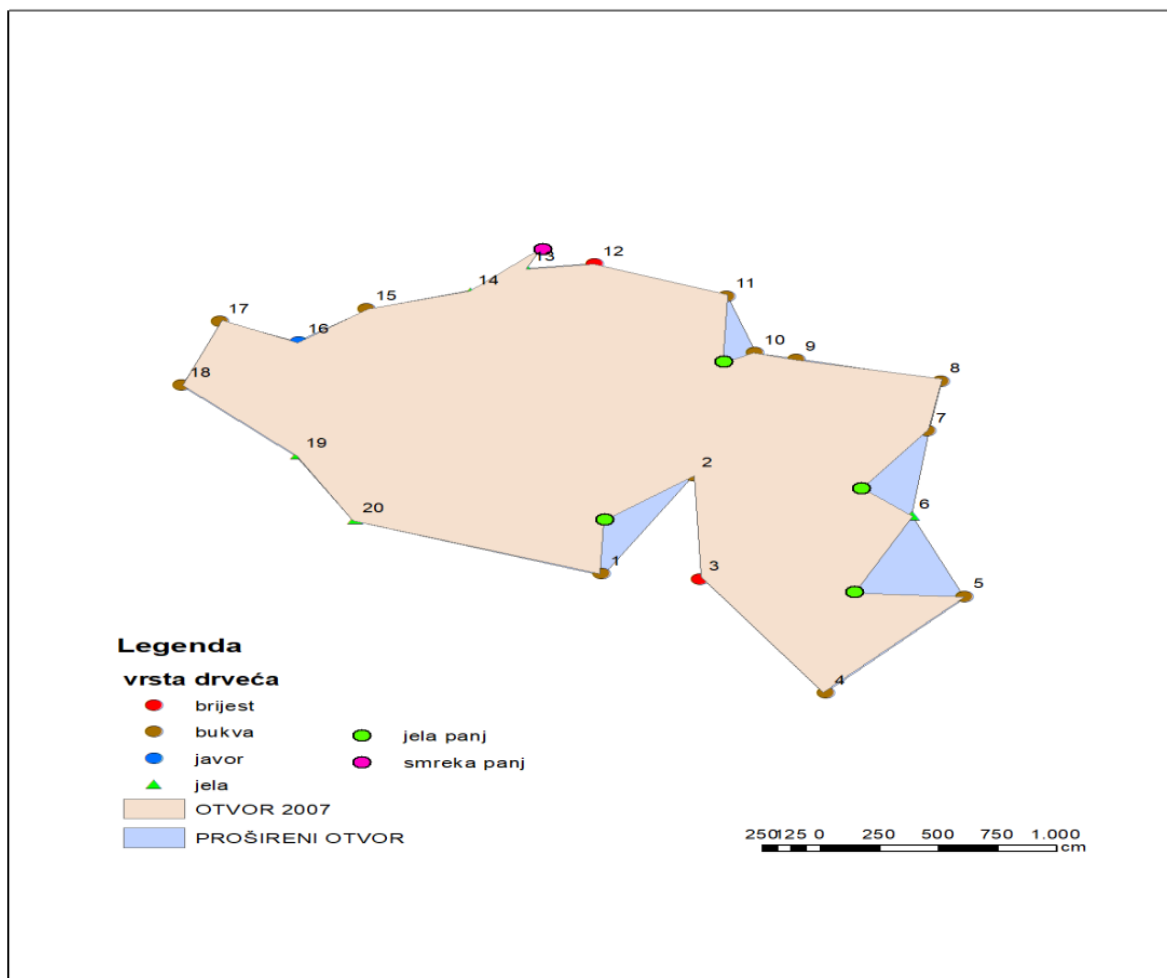 12
13
14
11
15
17
16
10
9
8
18
7
2
19
6
20
1
3
5
4
Legenda
vrsta drveća
brijest
bukva
javor
jela
jela panj
smreka panj
OTVOR 2007
PROŠIRENI OTVOR
250125 0 250 500 750 1.000
cm